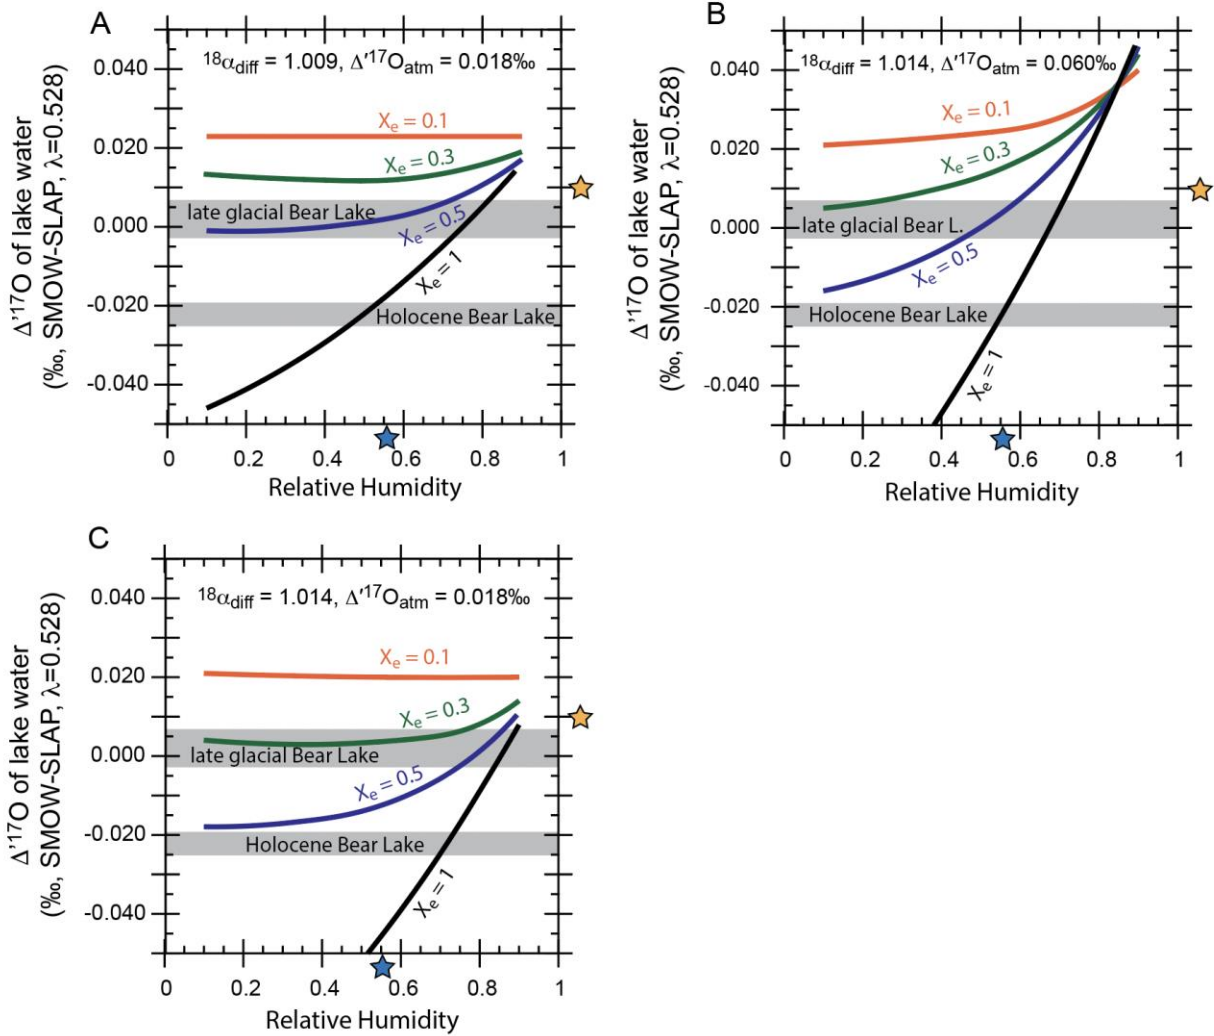 A
¹⁸αdiff = 1.009, Δ′¹⁷Oatm = 0.018‰
Xe = 0.1
Xe = 0.3
late glacial Bear Lake
Xe = 0.5
Xe = 1
Holocene Bear Lake
0.040
0.020
0.000
-0.020
-0.040
Δ′¹⁷O of lake water
(‰, SMOW-SLAP, λ=0.528)
0 0.2 0.4 0.6 0.8 1
Relative Humidity
B
¹⁸αdiff = 1.014, Δ′¹⁷Oatm = 0.060‰
Xe = 0.1
Xe = 0.3
late glacial Bear L.
Xe = 0.5
Holocene Bear Lake
Xe = 1
0.040
0.020
0.000
-0.020
-0.040
Δ′¹⁷O of lake water
(‰, SMOW-SLAP, λ=0.528)
0 0.2 0.4 0.6 0.8 1
Relative Humidity
C
¹⁸αdiff = 1.014, Δ′¹⁷Oatm = 0.018‰
Xe = 0.1
Xe = 0.3
late glacial Bear Lake
Xe = 0.5
Holocene Bear Lake
Xe = 1
0.040
0.020
0.000
-0.020
-0.040
Δ′¹⁷O of lake water
(‰, SMOW-SLAP, λ=0.528)
0 0.2 0.4 0.6 0.8 1
Relative Humidity